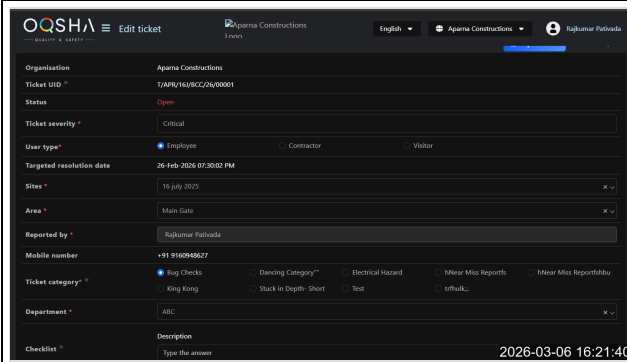 OQSHA
QUALITY & SAFETY
Edit ticket
Aparna Constructions
Logo
English
Aparna Constructions
Rajkumar Pativada
Organisation Aparna Constructions
Ticket UID T/APR/16J/BCC/26/00001
Status Open
Ticket severity * Critical
User type* Employee Contractor Visitor
Targeted resolution date 26-Feb-2026 07:30:02 PM
Sites * 16 july 2025
Area * Main Gate
Reported by * Rajkumar Pativada
Mobile number +91 9160948627
Ticket category* Bug Checks Dancing Category"" Electrical Hazard hNear Miss Reportfs hNear Miss Reportfshbu
King Kong Stuck in Depth- Short Test trfhulk,;.
Department * ABC
Description
Checklist Type the answer
2026-03-06 16:21:40